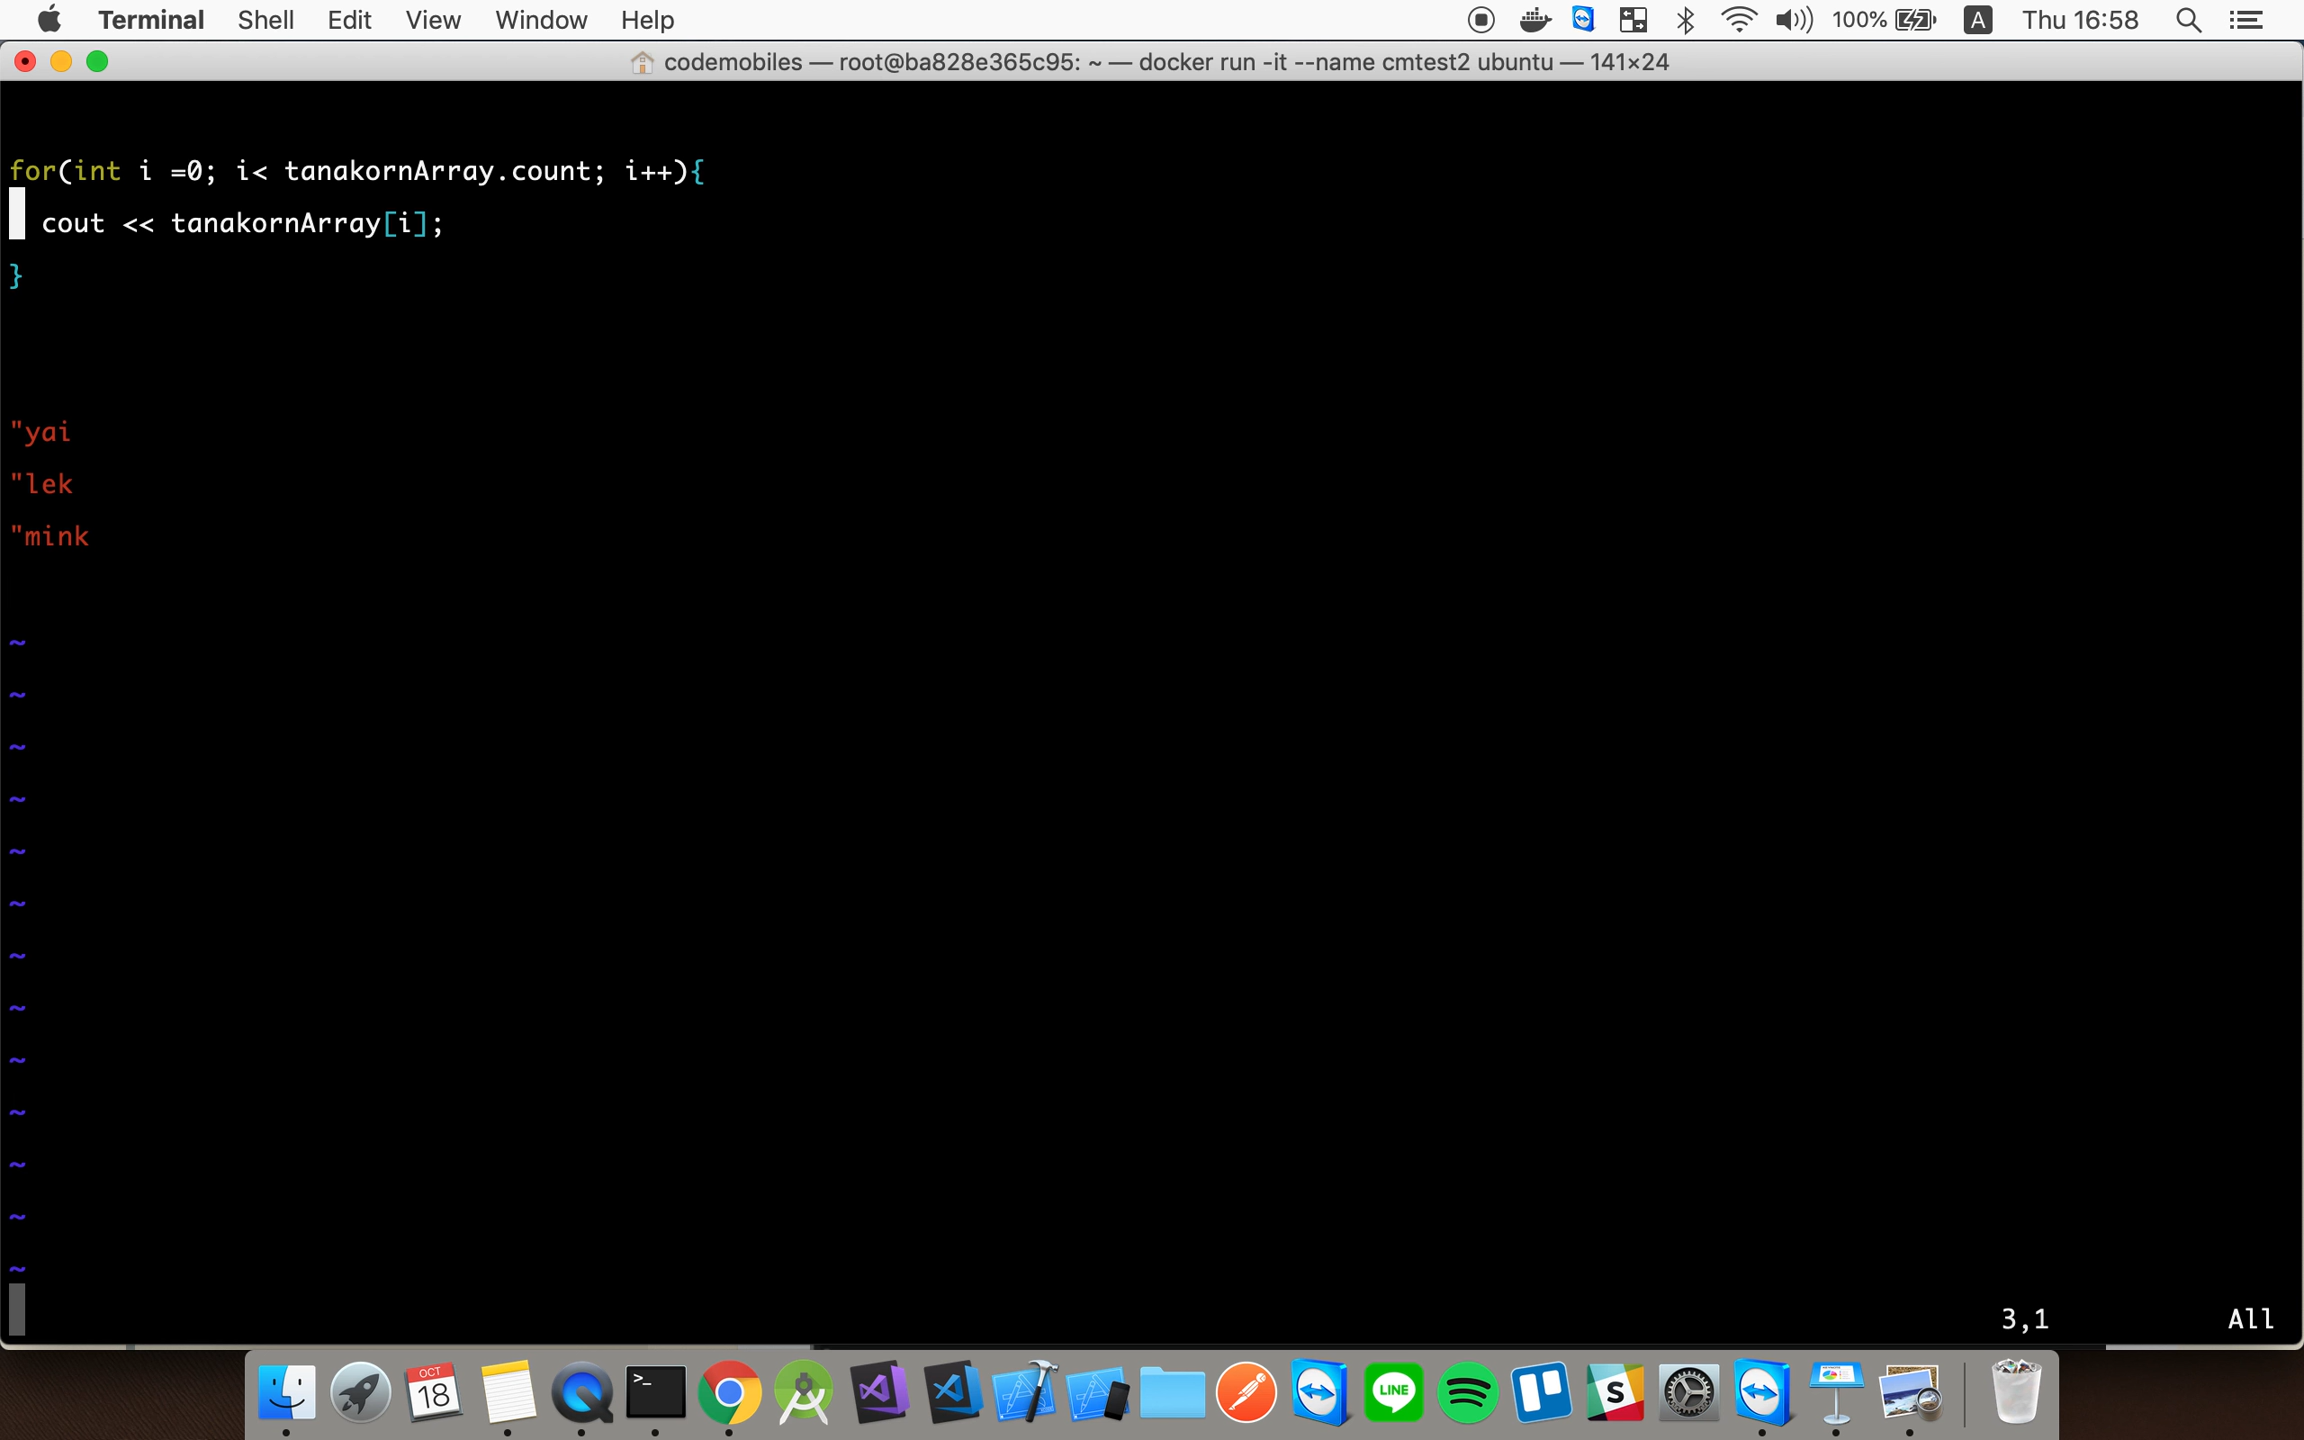 Terminal Shell Edit View Window Help 100% A Thu 16:58
codemobiles — root@ba828e365c95: ~ — docker run -it --name cmtest2 ubuntu — 141×24
for(int i =0; i< tanakornArray.count; i++){
cout << tanakornArray[i];
}
"yai
"lek
"mink
~
~
~
~
~
~
~
~
~
~
~
~
~
3,1 All
OCT
18
>_
LINE
S